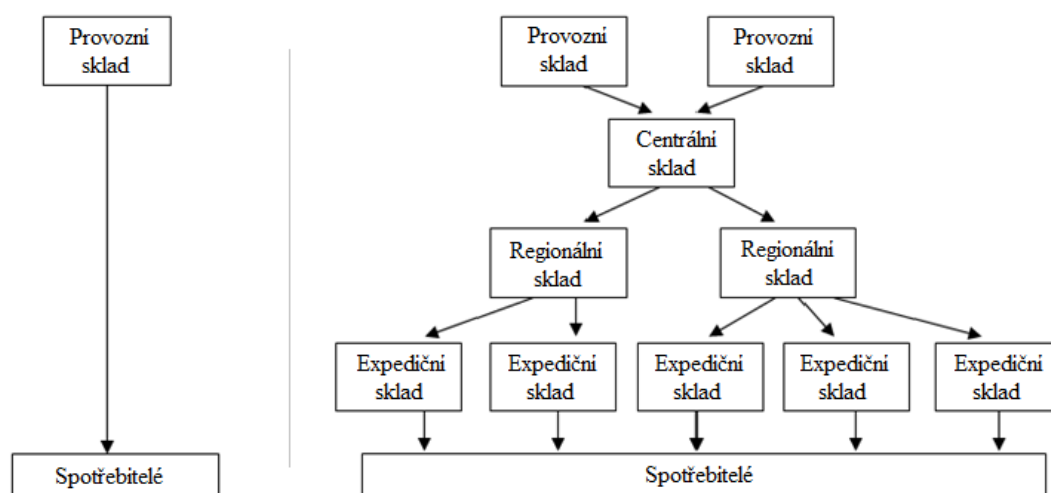 Provozní
sklad
Spotřebitelé
Provozní
sklad
Provozní
sklad
Centrální
sklad
Regionální
sklad
Regionální
sklad
Expediční
sklad
Expediční
sklad
Expediční
sklad
Expediční
sklad
Expediční
sklad
Spotřebitelé